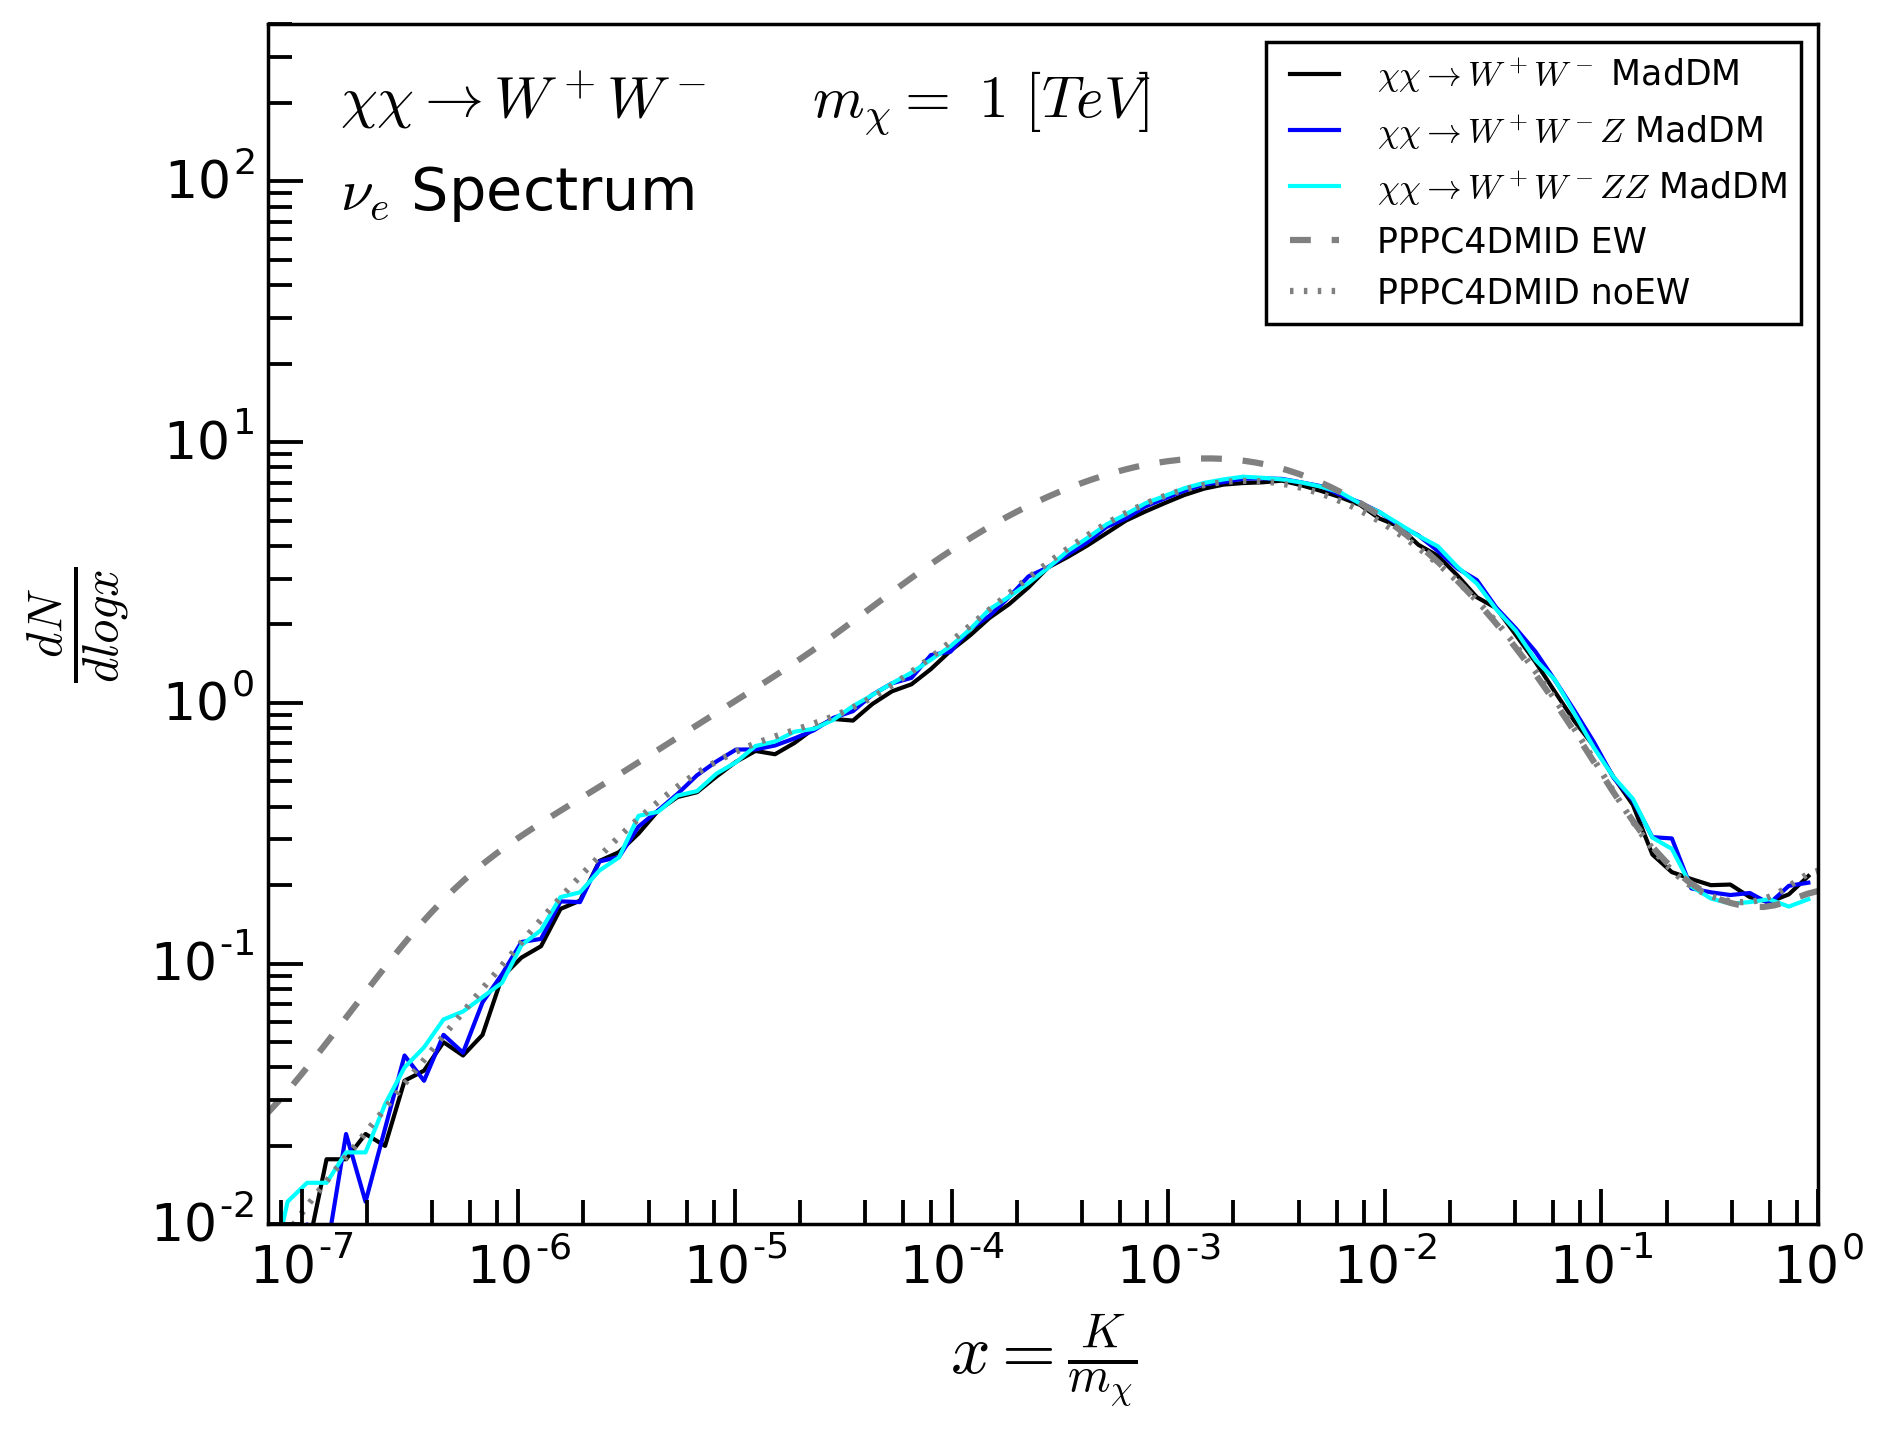 χχ → W⁺W⁻ m_χ = 1 [TeV]
ν_e Spectrum
χχ → W⁺W⁻ MadDM
χχ → W⁺W⁻Z MadDM
χχ → W⁺W⁻ZZ MadDM
PPPC4DMID EW
PPPC4DMID noEW
10²
10¹
10⁰
10⁻¹
10⁻²
dN
dlogx
10⁻⁷ 10⁻⁶ 10⁻⁵ 10⁻⁴ 10⁻³ 10⁻² 10⁻¹ 10⁰
x = K/m_χ